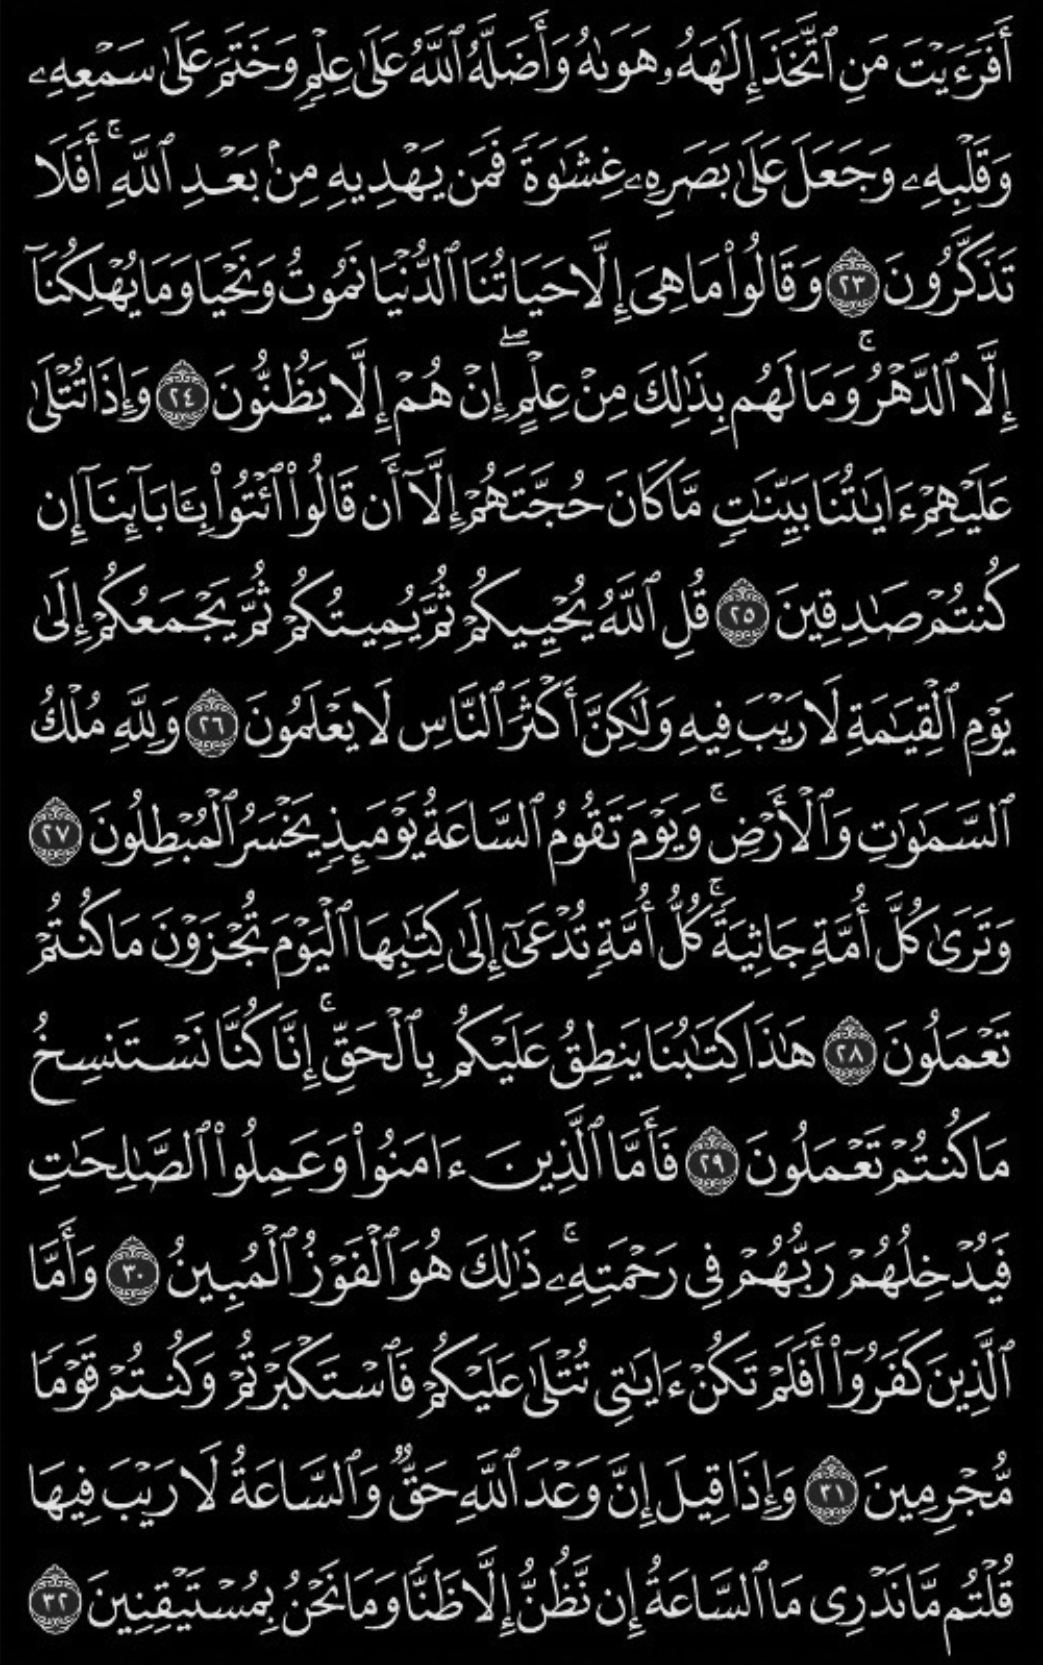 أَفَرَءَيْتَ مَنِ ٱتَّخَذَ إِلَٰهَهُۥ هَوَىٰهُ وَأَضَلَّهُ ٱللَّهُ عَلَىٰ عِلْمٍ وَخَتَمَ عَلَىٰ سَمْعِهِۦ
وَقَلْبِهِۦ وَجَعَلَ عَلَىٰ بَصَرِهِۦ غِشَٰوَةً فَمَن يَهْدِيهِ مِنۢ بَعْدِ ٱللَّهِ ۚ أَفَلَا
تَذَكَّرُونَ ٢٣ وَقَالُوا۟ مَا هِىَ إِلَّا حَيَاتُنَا ٱلدُّنْيَا نَمُوتُ وَنَحْيَا وَمَا يُهْلِكُنَآ
إِلَّا ٱلدَّهْرُ ۚ وَمَا لَهُم بِذَٰلِكَ مِنْ عِلْمٍ ۖ إِنْ هُمْ إِلَّا يَظُنُّونَ ٢٤ وَإِذَا تُتْلَىٰ
عَلَيْهِمْ ءَايَٰتُنَا بَيِّنَٰتٍ مَّا كَانَ حُجَّتَهُمْ إِلَّآ أَن قَالُوا۟ ٱئْتُوا۟ بِـَٔابَآئِنَآ إِن
كُنتُمْ صَٰدِقِينَ ٢٥ قُلِ ٱللَّهُ يُحْيِيكُمْ ثُمَّ يُمِيتُكُمْ ثُمَّ يَجْمَعُكُمْ إِلَىٰ
يَوْمِ ٱلْقِيَٰمَةِ لَا رَيْبَ فِيهِ وَلَٰكِنَّ أَكْثَرَ ٱلنَّاسِ لَا يَعْلَمُونَ ٢٦ وَلِلَّهِ مُلْكُ
ٱلسَّمَٰوَٰتِ وَٱلْأَرْضِ ۚ وَيَوْمَ تَقُومُ ٱلسَّاعَةُ يَوْمَئِذٍ يَخْسَرُ ٱلْمُبْطِلُونَ ٢٧
وَتَرَىٰ كُلَّ أُمَّةٍ جَاثِيَةً ۚ كُلُّ أُمَّةٍ تُدْعَىٰٓ إِلَىٰ كِتَٰبِهَا ٱلْيَوْمَ تُجْزَوْنَ مَا كُنتُمْ
تَعْمَلُونَ ٢٨ هَٰذَا كِتَٰبُنَا يَنطِقُ عَلَيْكُم بِٱلْحَقِّ ۚ إِنَّا كُنَّا نَسْتَنسِخُ
مَا كُنتُمْ تَعْمَلُونَ ٢٩ فَأَمَّا ٱلَّذِينَ ءَامَنُوا۟ وَعَمِلُوا۟ ٱلصَّٰلِحَٰتِ
فَيُدْخِلُهُمْ رَبُّهُمْ فِى رَحْمَتِهِۦ ۚ ذَٰلِكَ هُوَ ٱلْفَوْزُ ٱلْمُبِينُ ٣٠ وَأَمَّا
ٱلَّذِينَ كَفَرُوٓا۟ أَفَلَمْ تَكُنْ ءَايَٰتِى تُتْلَىٰ عَلَيْكُمْ فَٱسْتَكْبَرْتُمْ وَكُنتُمْ قَوْمًا
مُّجْرِمِينَ ٣١ وَإِذَا قِيلَ إِنَّ وَعْدَ ٱللَّهِ حَقٌّ وَٱلسَّاعَةُ لَا رَيْبَ فِيهَا
قُلْتُم مَّا نَدْرِى مَا ٱلسَّاعَةُ إِن نَّظُنُّ إِلَّا ظَنًّا وَمَا نَحْنُ بِمُسْتَيْقِنِينَ ٣٢